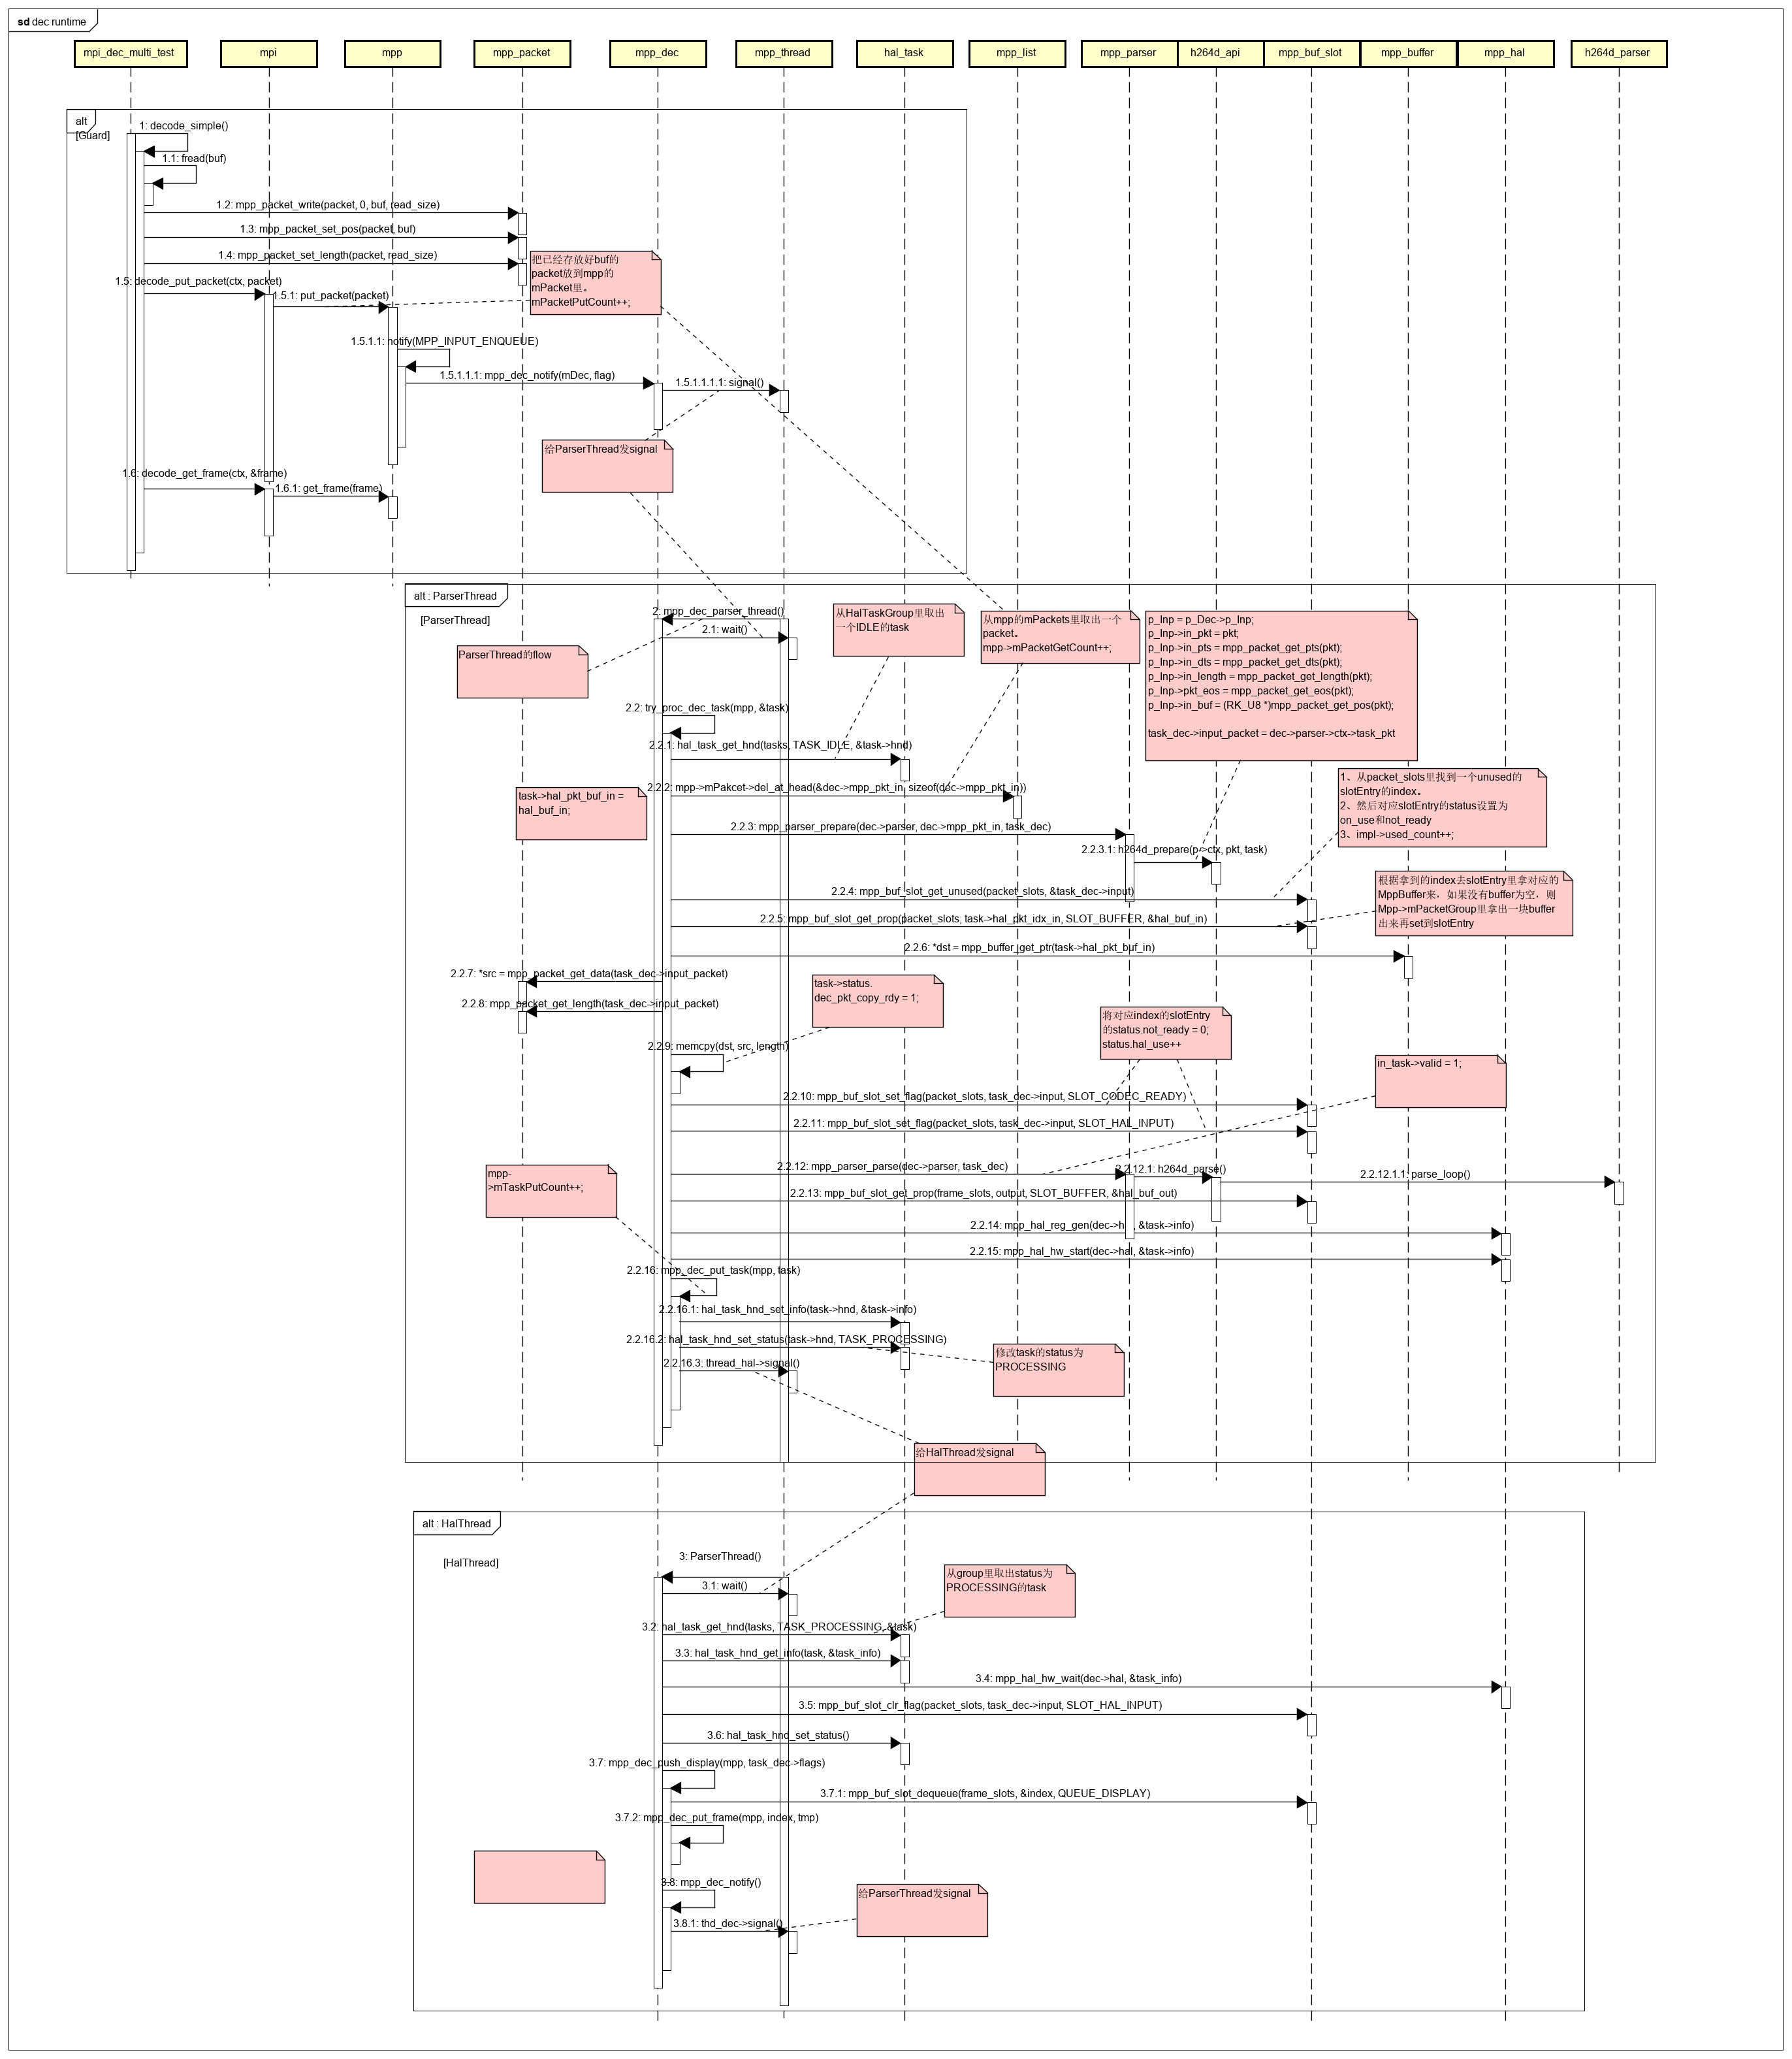 sd dec runtime
mpi_dec_multi_test
mpi
mpp
mpp_packet
mpp_dec
mpp_thread
hal_task
mpp_list
mpp_parser
h264d_api
mpp_buf_slot
mpp_buffer
mpp_hal
h264d_parser
alt
[Guard]
1: decode_simple()
1.1: fread(buf)
1.2: mpp_packet_write(packet, 0, buf, read_size)
1.3: mpp_packet_set_pos(packet, buf)
1.4: mpp_packet_set_length(packet, read_size)
把已经存放好buf的
packet放到mpp的
mPacket里。
mPacketPutCount++;
1.5: decode_put_packet(ctx, packet)
1.5.1: put_packet(packet)
1.5.1.1: notify(MPP_INPUT_ENQUEUE)
1.5.1.1.1: mpp_dec_notify(mDec, flag)
1.5.1.1.1.1: signal()
给ParserThread发signal
1.6: decode_get_frame(ctx, &frame)
1.6.1: get_frame(frame)
alt : ParserThread
[ParserThread]
2: mpp_dec_parser_thread()
2.1: wait()
ParserThread的flow
从HalTaskGroup里取出
一个IDLE的task
从mpp的mPackets里取出一个
packet。
mpp->mPacketGetCount++;
p_Inp = p_Dec->p_Inp;
p_Inp->in_pkt = pkt;
p_Inp->in_pts = mpp_packet_get_pts(pkt);
p_Inp->in_dts = mpp_packet_get_dts(pkt);
p_Inp->in_length = mpp_packet_get_length(pkt);
p_Inp->pkt_eos = mpp_packet_get_eos(pkt);
p_Inp->in_buf = (RK_U8 *)mpp_packet_get_pos(pkt);
task_dec->input_packet = dec->parser->ctx->task_pkt
2.2: try_proc_dec_task(mpp, &task)
2.2.1: hal_task_get_hnd(tasks, TASK_IDLE, &task->hnd)
2.2.2: mpp->mPakcet->del_at_head(&dec->mpp_pkt_in, sizeof(dec->mpp_pkt_in))
task->hal_pkt_buf_in =
hal_buf_in;
1、从packet_slots里找到一个unused的
slotEntry的index。
2、然后对应slotEntry的status设置为
on_use和not_ready
3、impl->used_count++;
2.2.3: mpp_parser_prepare(dec->parser, dec->mpp_pkt_in, task_dec)
2.2.3.1: h264d_prepare(p->ctx, pkt, task)
2.2.4: mpp_buf_slot_get_unused(packet_slots, &task_dec->input)
根据拿到的index去slotEntry里拿对应的
MppBuffer来，如果没有buffer为空，则
Mpp->mPacketGroup里拿出一块buffer
出来再set到slotEntry
2.2.5: mpp_buf_slot_get_prop(packet_slots, task->hal_pkt_idx_in, SLOT_BUFFER, &hal_buf_in)
2.2.6: *dst = mpp_buffer_get_ptr(task->hal_pkt_buf_in)
2.2.7: *src = mpp_packet_get_data(task_dec->input_packet)
2.2.8: mpp_packet_get_length(task_dec->input_packet)
task->status.
dec_pkt_copy_rdy = 1;
将对应index的slotEntry
的status.not_ready = 0;
status.hal_use++
2.2.9: memcpy(dst, src, length)
in_task->valid = 1;
2.2.10: mpp_buf_slot_set_flag(packet_slots, task_dec->input, SLOT_CODEC_READY)
2.2.11: mpp_buf_slot_set_flag(packet_slots, task_dec->input, SLOT_HAL_INPUT)
mpp-
>mTaskPutCount++;
2.2.12: mpp_parser_parse(dec->parser, task_dec)
2.2.12.1: h264d_parse()
2.2.12.1.1: parse_loop()
2.2.13: mpp_buf_slot_get_prop(frame_slots, output, SLOT_BUFFER, &hal_buf_out)
2.2.14: mpp_hal_reg_gen(dec->hal, &task->info)
2.2.15: mpp_hal_hw_start(dec->hal, &task->info)
2.2.16: mpp_dec_put_task(mpp, task)
2.2.16.1: hal_task_hnd_set_info(task->hnd, &task->info)
2.2.16.2: hal_task_hnd_set_status(task->hnd, TASK_PROCESSING)
2.2.16.3: thread_hal->signal()
修改task的status为
PROCESSING
给HalThread发signal
alt : HalThread
[HalThread]
3: ParserThread()
3.1: wait()
从group里取出status为
PROCESSING的task
3.2: hal_task_get_hnd(tasks, TASK_PROCESSING, &task)
3.3: hal_task_hnd_get_info(task, &task_info)
3.4: mpp_hal_hw_wait(dec->hal, &task_info)
3.5: mpp_buf_slot_clr_flag(packet_slots, task_dec->input, SLOT_HAL_INPUT)
3.6: hal_task_hnd_set_status()
3.7: mpp_dec_push_display(mpp, task_dec->flags)
3.7.1: mpp_buf_slot_dequeue(frame_slots, &index, QUEUE_DISPLAY)
3.7.2: mpp_dec_put_frame(mpp, index, tmp)
3.8: mpp_dec_notify()
给ParserThread发signal
3.8.1: thd_dec->signal()